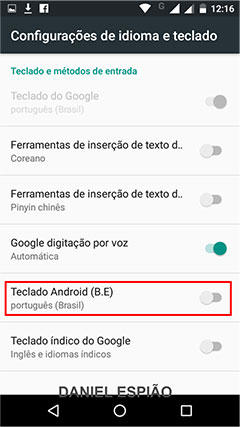 12:16
Configurações de idioma e teclado
Teclado e métodos de entrada
Teclado do Google
português (Brasil)
Ferramentas de inserção de texto d..
Coreano
Ferramentas de inserção de texto d..
Pinyin chinês
Google digitação por voz
Automática
Teclado Android (B.E)
português (Brasil)
Teclado índico do Google
Inglês e idiomas índicos
DANIEL ESPIÃO